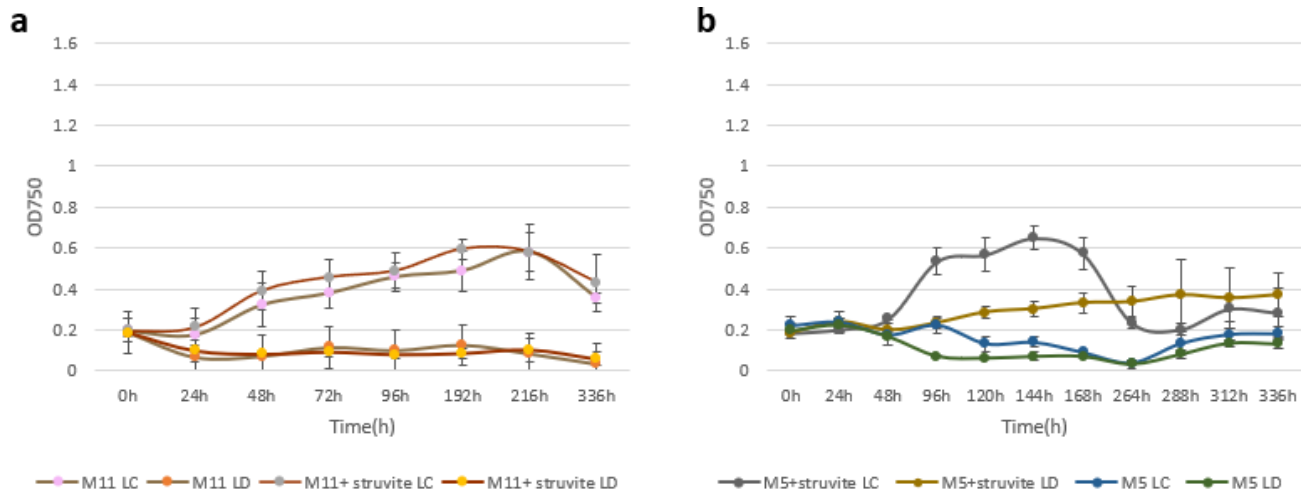 a
1.6
1.4
1.2
1
0.8
0.6
0.4
0.2
0
OD750
0h 24h 48h 72h 96h 192h 216h 336h
Time(h)
M11 LC M11 LD M11+ struvite LC M11+ struvite LD
b
1.6
1.4
1.2
1
0.8
0.6
0.4
0.2
0
OD750
0h 24h 48h 96h 120h 144h 168h 264h 288h 312h 336h
Time(h)
M5+struvite LC M5+struvite LD M5 LC M5 LD